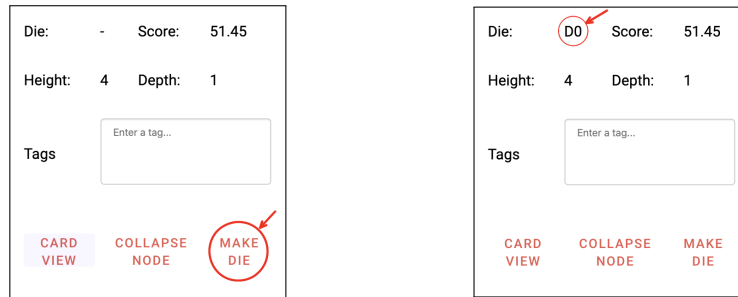 Die: - Score: 51.45
Height: 4 Depth: 1
Enter a tag...
Tags
CARD COLLAPSE MAKE
VIEW NODE DIE
Die: D0 Score: 51.45
Height: 4 Depth: 1
Enter a tag...
Tags
CARD COLLAPSE MAKE
VIEW NODE DIE